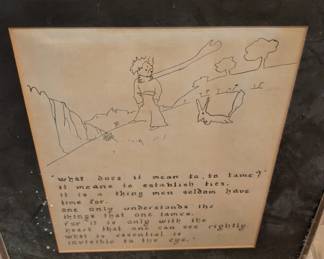 "What does it mean to, to tame?"
it means to establish ties.
it is a thing men seldom have
time for.
one only understands the
things that one tames.
For it is only with the
heart that one can see rightly
what is essential is
invisible to the eye."